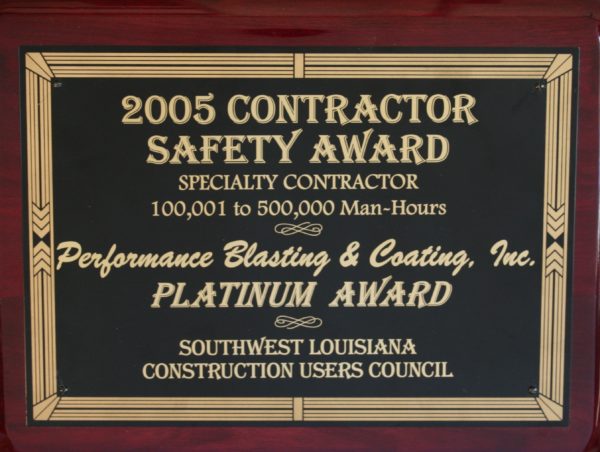 2005 CONTRACTOR
SAFETY AWARD
SPECIALTY CONTRACTOR
100,001 to 500,000 Man-Hours
Performance Blasting & Coating, Inc.
PLATINUM AWARD
SOUTHWEST LOUISIANA
CONSTRUCTION USERS COUNCIL